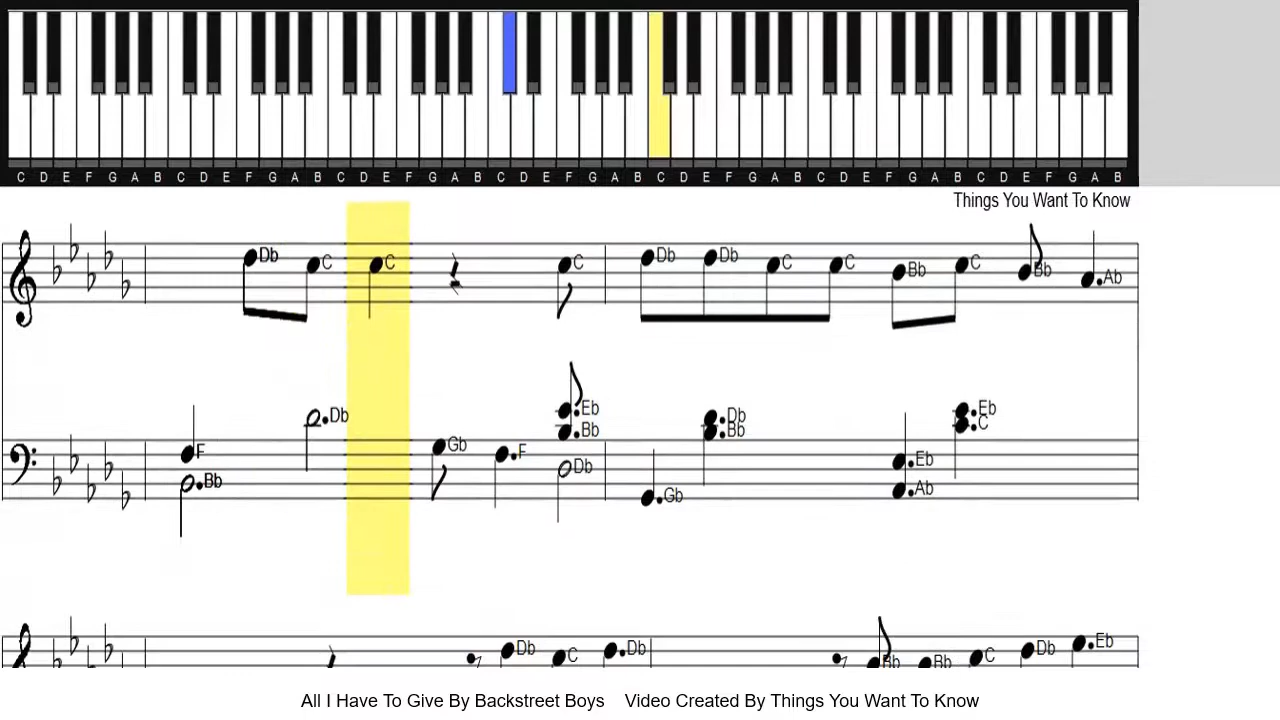 C D E F G A B C D E F G A B C D E F G A B C D E F G A B C D E F G A B C D E F G A B C D E F G A B
Things You Want To Know
Db C C C Db Db C C Bb C Bb Ab
Eb Db Eb
Db Gb Bb Bb C
F F Db Eb
Bb Gb Ab
Db C Db Bb Bb C Db Eb
All I Have To Give By Backstreet Boys Video Created By Things You Want To Know